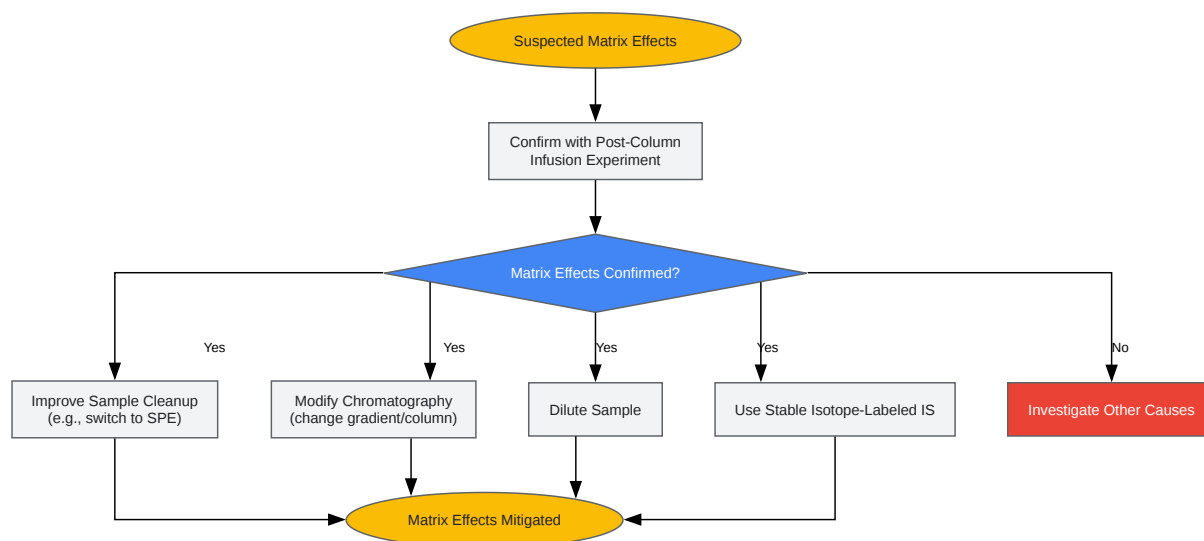 Suspected Matrix Effects
Confirm with Post-Column
Infusion Experiment
Matrix Effects Confirmed?
Yes
Yes
Yes
Yes
No
Improve Sample Cleanup
(e.g., switch to SPE)
Modify Chromatography
(change gradient/column)
Dilute Sample
Use Stable Isotope-Labeled IS
Investigate Other Causes
Matrix Effects Mitigated